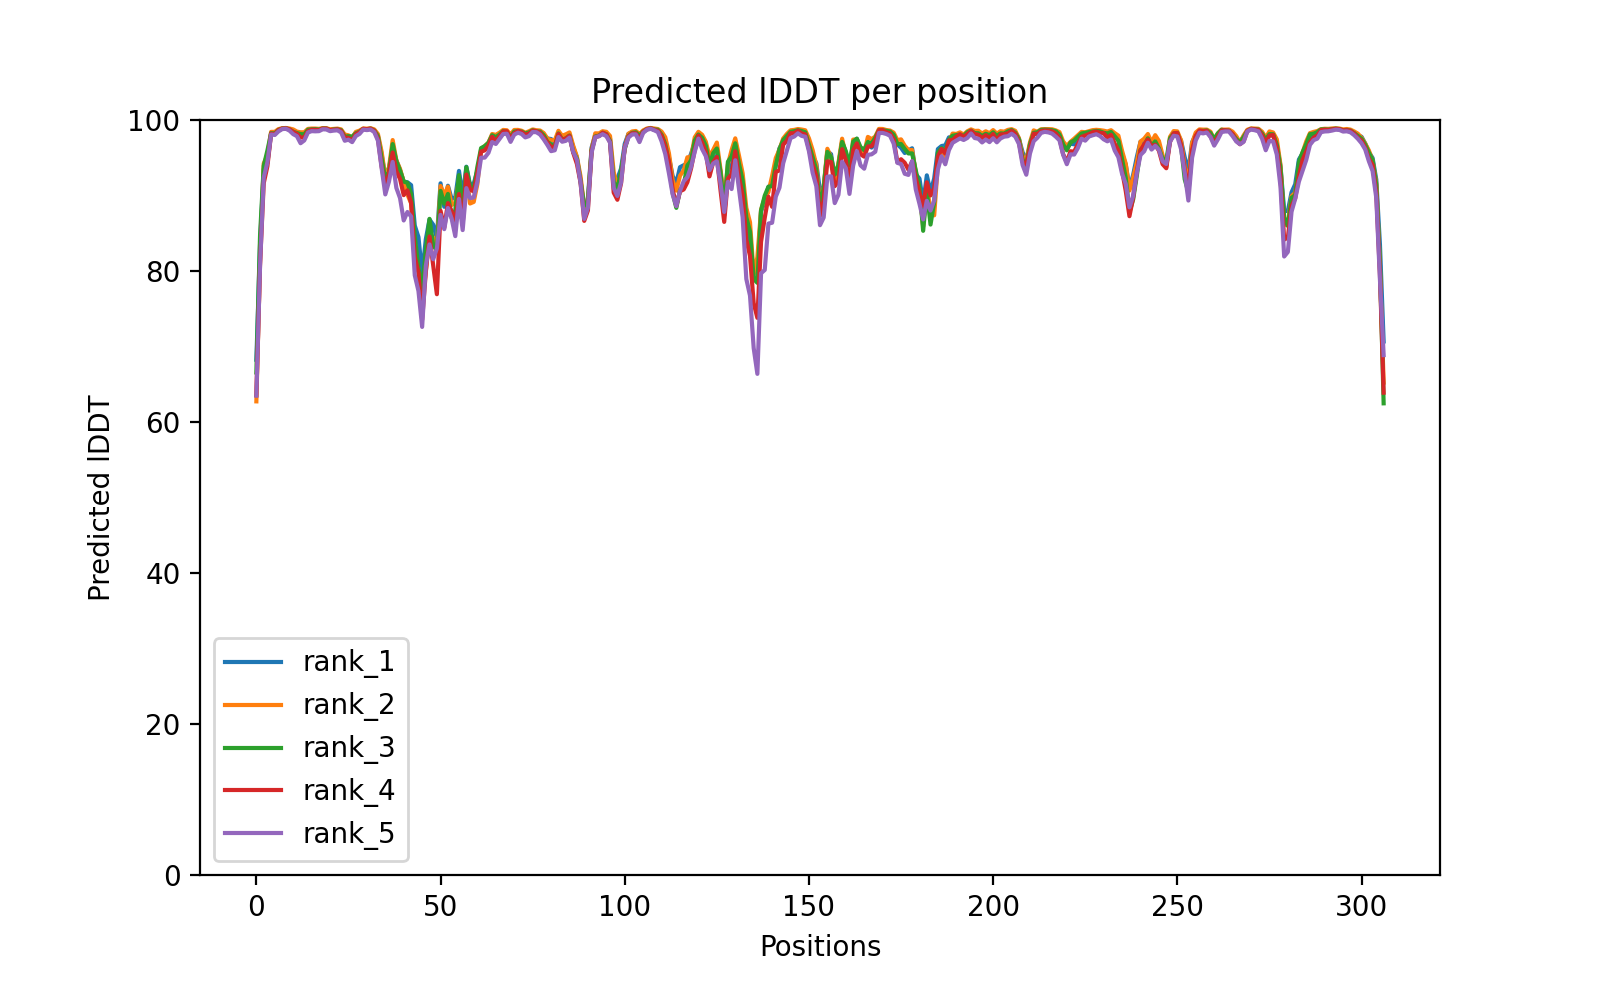 Predicted lDDT per position
100
80
60
40
20
0
Predicted lDDT
rank_1
rank_2
rank_3
rank_4
rank_5
0 50 100 150 200 250 300
Positions